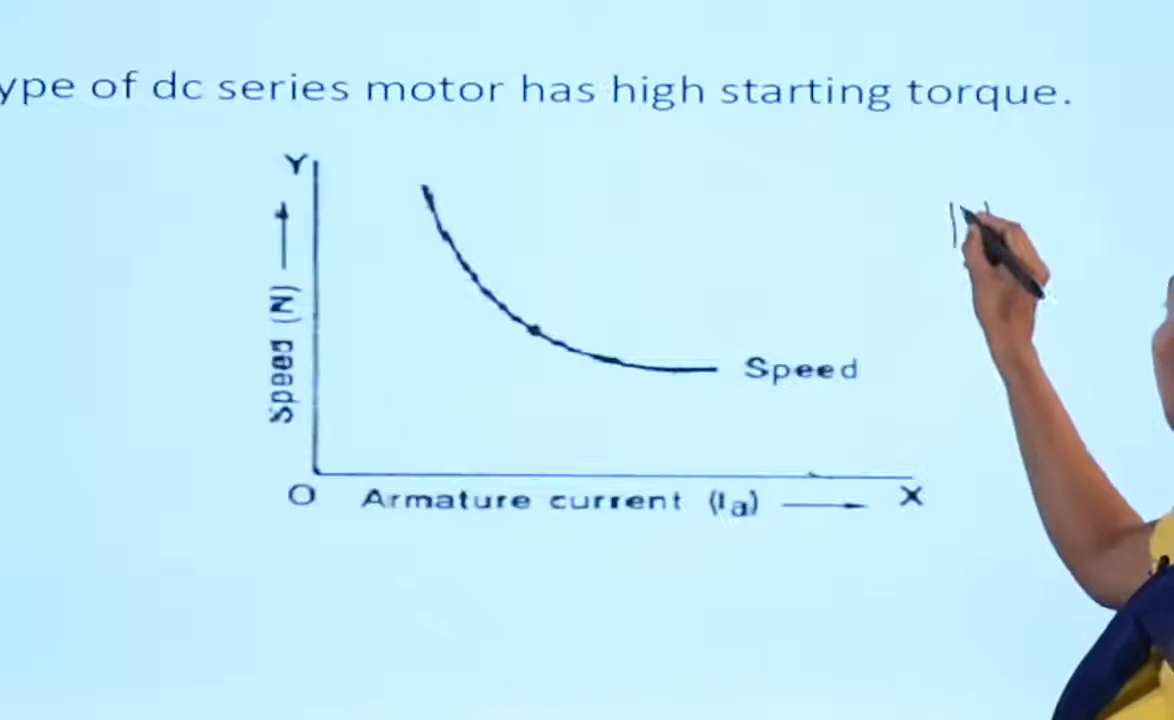 ype of dc series motor has high starting torque.
Y
Speed (N)
Speed
O Armature current (Ia) X